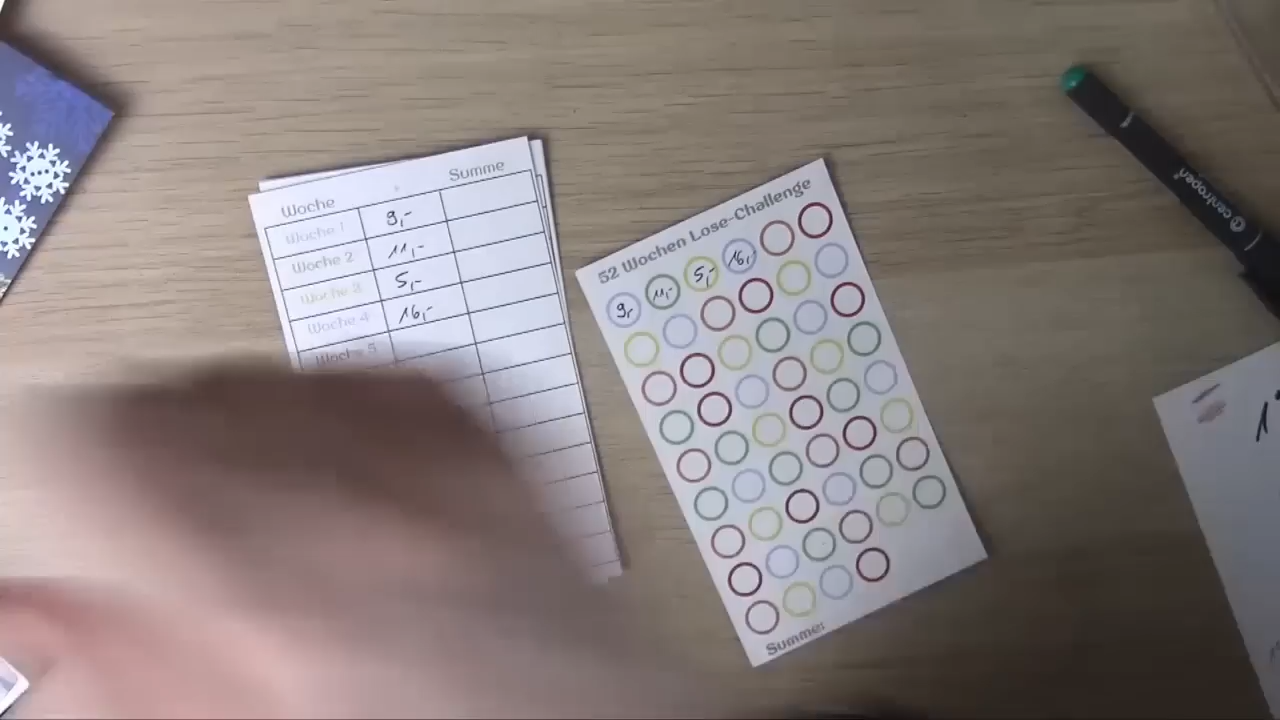 Woche Summe
Woche 1 9,-
Woche 2 11,-
Woche 3 5,-
Woche 4 16,-
Woche 5
52 Wochen Lose-Challenge
9,- 11,- 5,- 16,-
Summe:
centropen